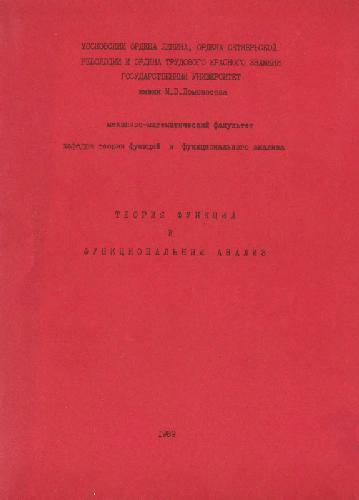 МОСКОВСКИЙ ОРДЕНА ЛЕНИНА, ОРДЕНА ОКТЯБРЬСКОЙ
РЕВОЛЮЦИИ И ОРДЕНА ТРУДОВОГО КРАСНОГО ЗНАМЕНИ
ГОСУДАРСТВЕННЫЙ УНИВЕРСИТЕТ
имени М.В.Ломоносова
механико-математический факультет
кафедра теории функций и функционального анализа
ТЕОРИЯ ФУНКЦИЙ
И
ФУНКЦИОНАЛЬНЫЙ АНАЛИЗ
1989